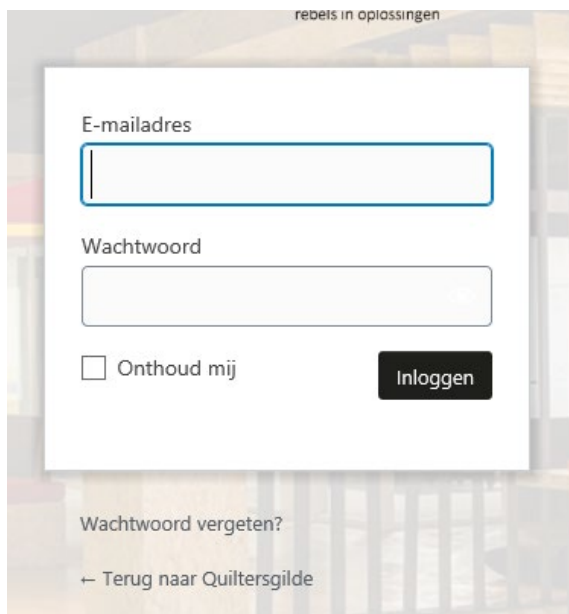 rebels in oplossingen
E-mailadres
Wachtwoord
Onthoud mij
Inloggen
Wachtwoord vergeten?
← Terug naar Quiltersgilde